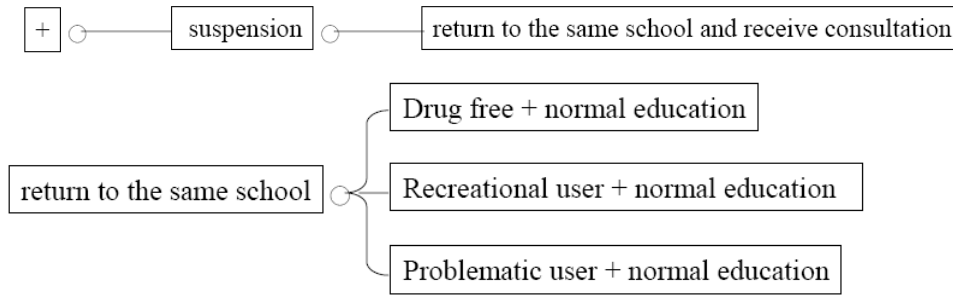 +
suspension
return to the same school and receive consultation
Drug free + normal education
return to the same school
Recreational user + normal education
Problematic user + normal education